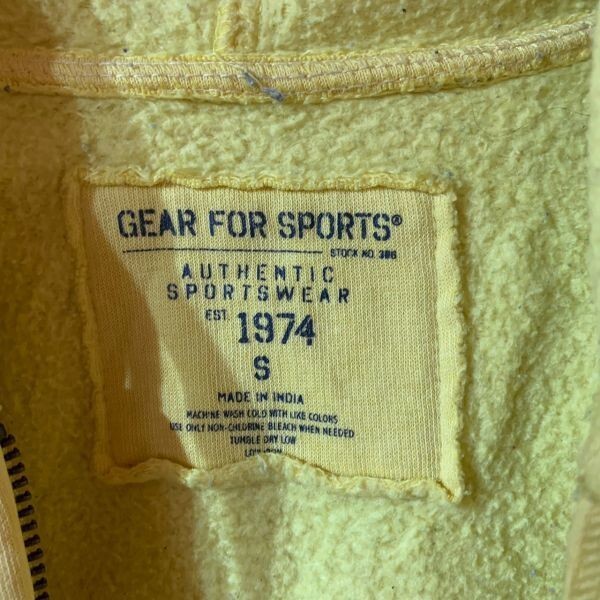 GEAR FOR SPORTS®
STOCK NO. 386
AUTHENTIC
SPORTSWEAR
EST 1974
S
MADE IN INDIA
MACHINE WASH COLD WITH LIKE COLORS
USE ONLY NON-CHLORINE BLEACH WHEN NEEDED
TUMBLE DRY LOW